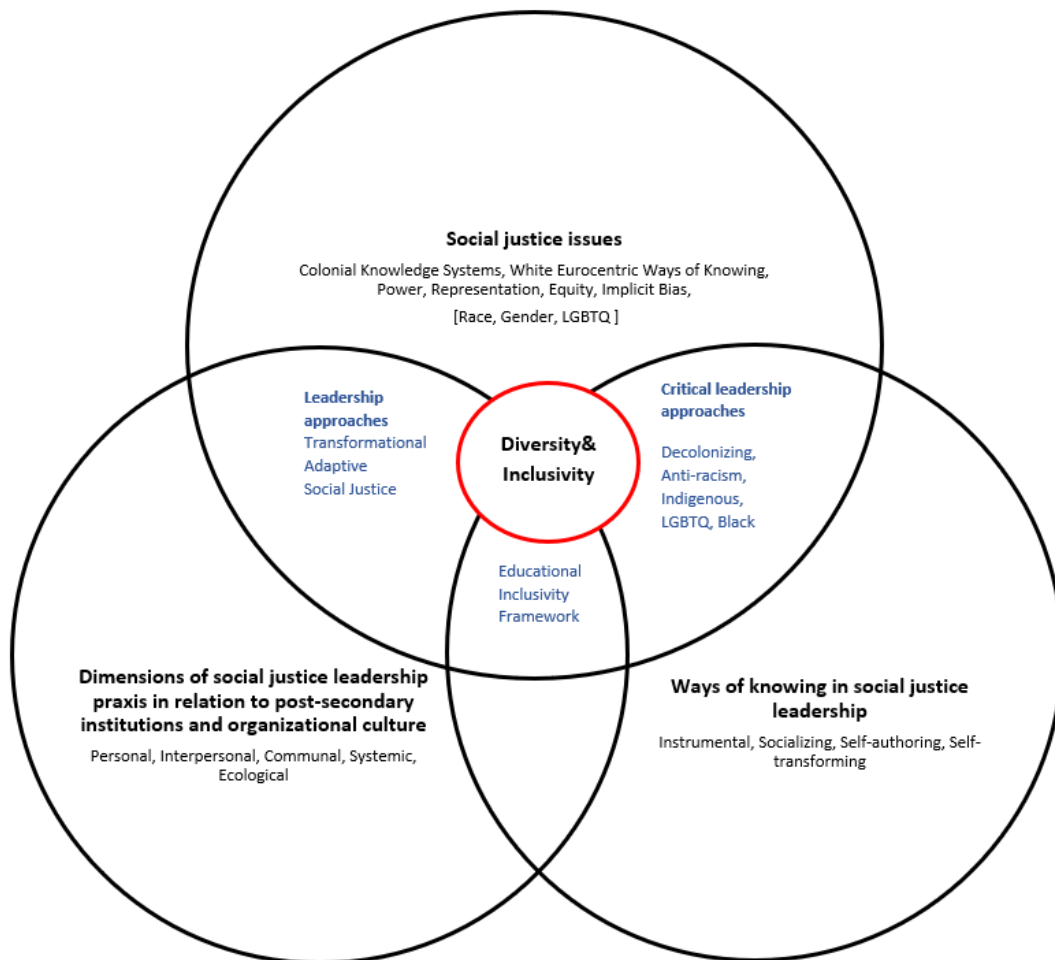 Social justice issues
Colonial Knowledge Systems, White Eurocentric Ways of Knowing,
Power, Representation, Equity, Implicit Bias,
[Race, Gender, LGBTQ ]
Leadership
approaches
Transformational
Adaptive
Social Justice
Diversity&
Inclusivity
Critical leadership
approaches
Decolonizing,
Anti-racism,
Indigenous,
LGBTQ, Black
Educational
Inclusivity
Framework
Dimensions of social justice leadership
praxis in relation to post-secondary
institutions and organizational culture
Personal, Interpersonal, Communal, Systemic,
Ecological
Ways of knowing in social justice
leadership
Instrumental, Socializing, Self-authoring, Self-
transforming